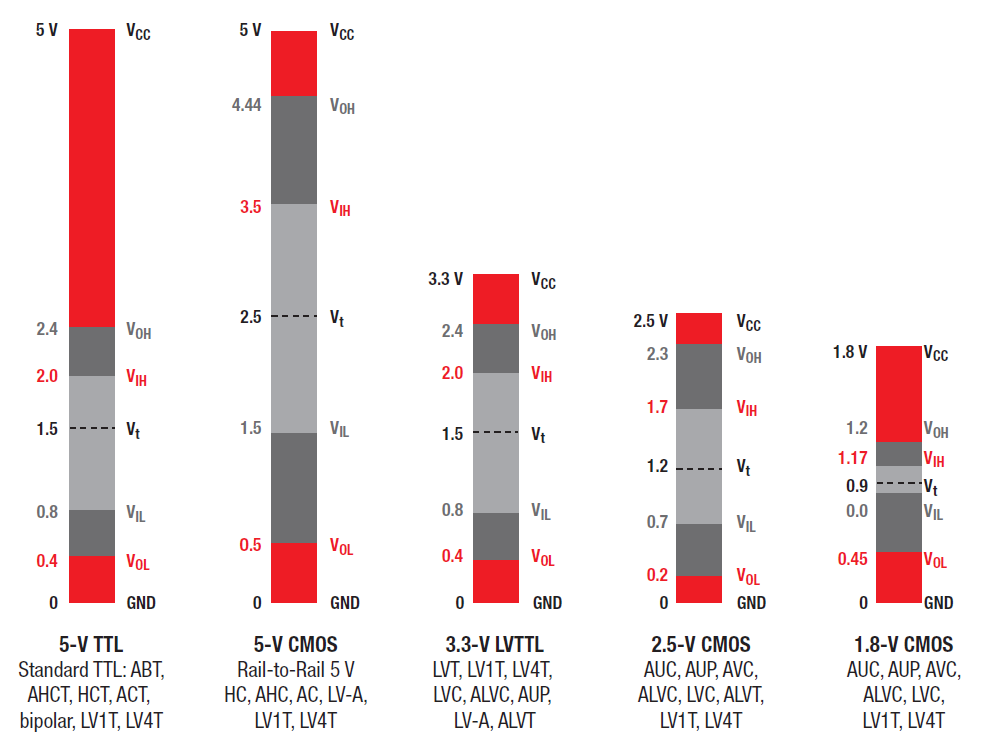 5 V VCC
2.4 VOH
2.0 VIH
1.5 Vt
0.8 VIL
0.4 VOL
0 GND
5-V TTL
Standard TTL: ABT,
AHCT, HCT, ACT,
bipolar, LV1T, LV4T
5 V VCC
4.44 VOH
3.5 VIH
2.5 Vt
1.5 VIL
0.5 VOL
0 GND
5-V CMOS
Rail-to-Rail 5 V
HC, AHC, AC, LV-A,
LV1T, LV4T
3.3 V VCC
2.4 VOH
2.0 VIH
1.5 Vt
0.8 VIL
0.4 VOL
0 GND
3.3-V LVTTL
LVT, LV1T, LV4T,
LVC, ALVC, AUP,
LV-A, ALVT
2.5 V VCC
2.3 VOH
1.7 VIH
1.2 Vt
0.7 VIL
0.2 VOL
0 GND
2.5-V CMOS
AUC, AUP, AVC,
ALVC, LVC, ALVT,
LV1T, LV4T
1.8 V VCC
1.2 VOH
1.17 VIH
0.9 Vt
0.0 VIL
0.45 VOL
0 GND
1.8-V CMOS
AUC, AUP, AVC,
ALVC, LVC,
LV1T, LV4T